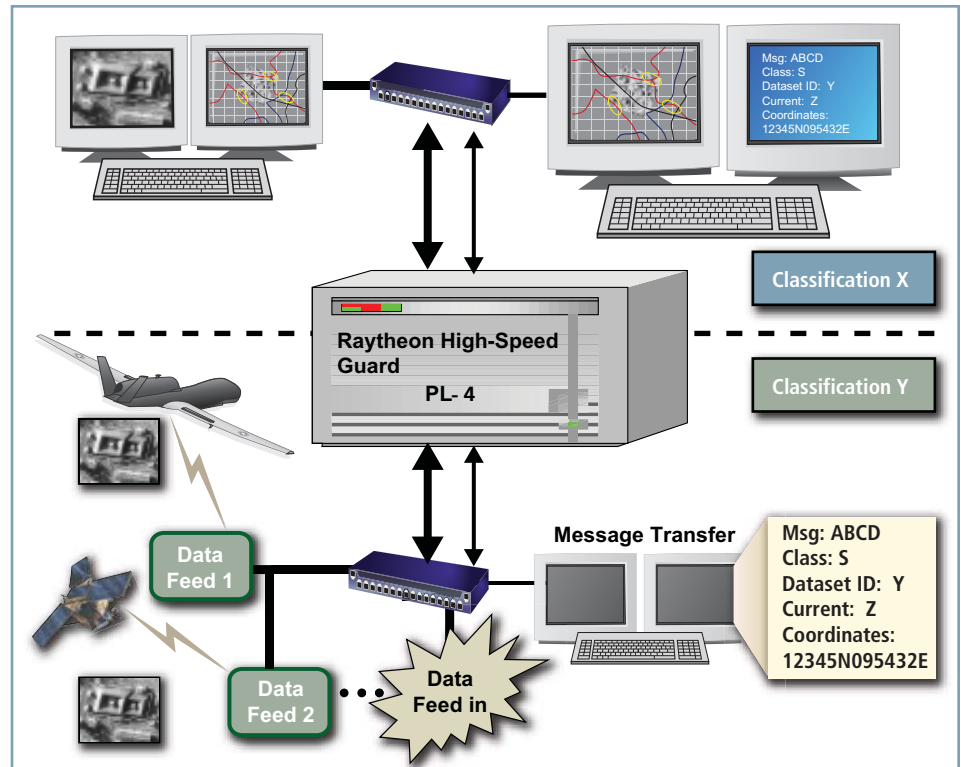 Msg: ABCD
Class: S
Dataset ID: Y
Current: Z
Coordinates:
12345N095432E
Classification X
Raytheon High-Speed
Guard
PL- 4
Classification Y
Data
Feed 1
Message Transfer
Msg: ABCD
Class: S
Dataset ID: Y
Current: Z
Coordinates:
12345N095432E
Data
Feed 2
Data
Feed in